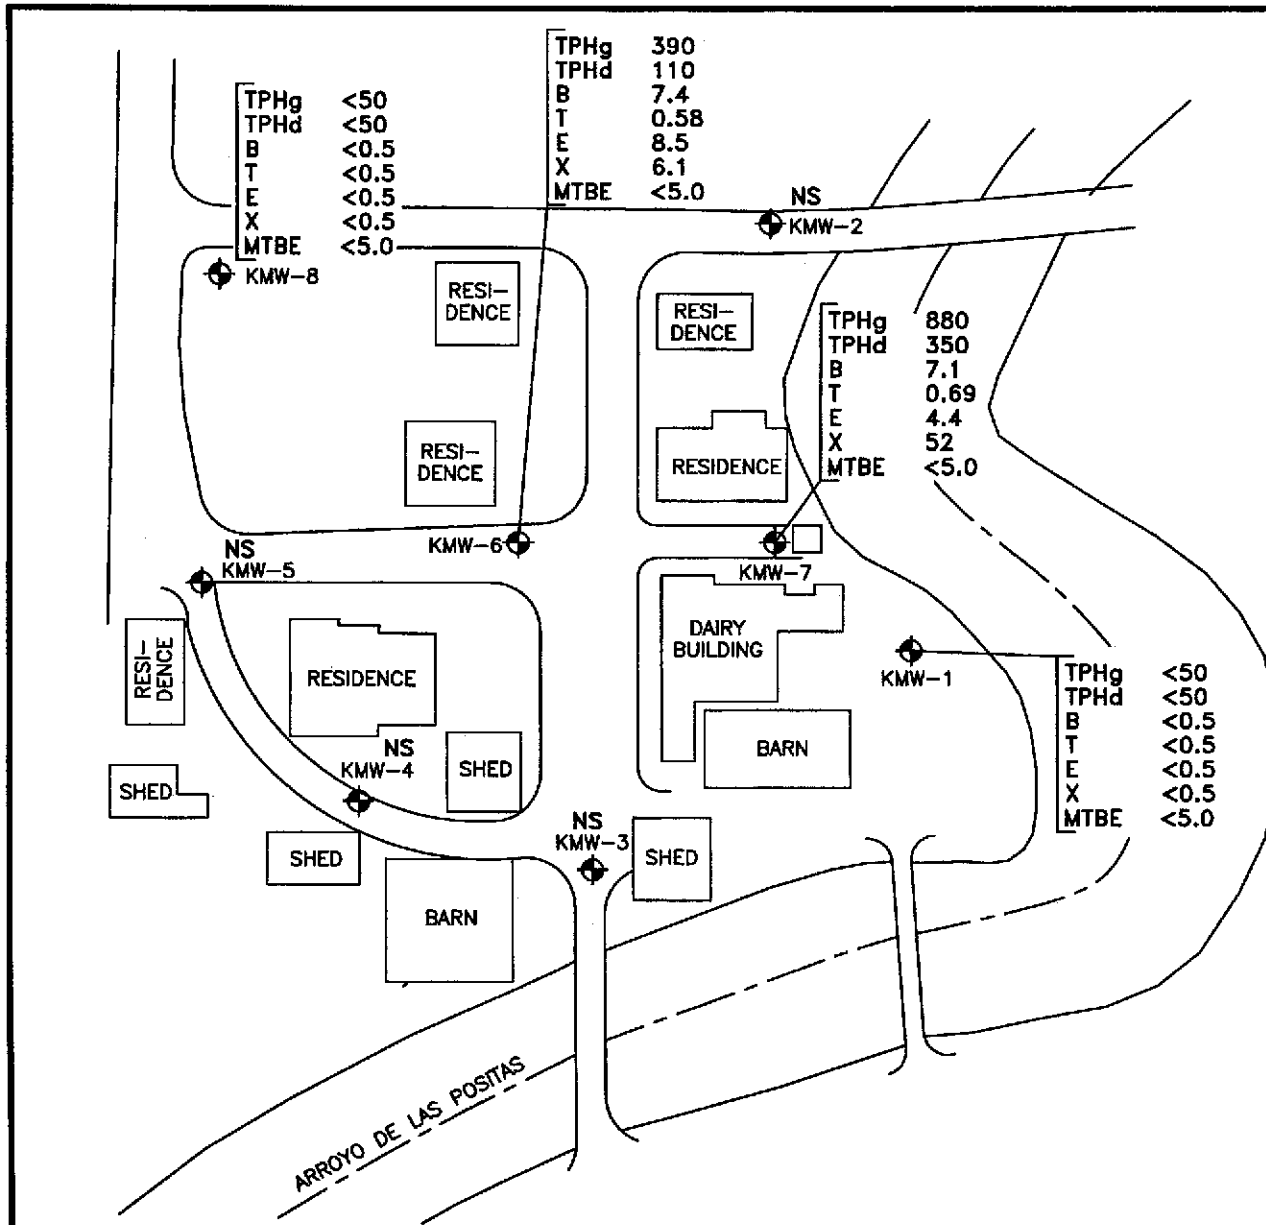 TPHg 390
TPHd 110
B 7.4
T 0.58
E 8.5
X 6.1
MTBE <5.0
TPHg <50
TPHd <50
B <0.5
T <0.5
E <0.5
X <0.5
MTBE <5.0
KMW-8
NS
KMW-2
RESI-
DENCE
RESI-
DENCE
TPHg 880
TPHd 350
B 7.1
T 0.69
E 4.4
X 52
MTBE <5.0
RESI-
DENCE
RESIDENCE
KMW-6
KMW-7
NS
KMW-5
RESI-
DENCE
RESIDENCE
DAIRY
BUILDING
KMW-1
TPHg <50
TPHd <50
B <0.5
T <0.5
E <0.5
X <0.5
MTBE <5.0
NS
KMW-4
SHED
BARN
SHED
NS
KMW-3
SHED
SHED
BARN
ARROYO DE LAS POSITAS